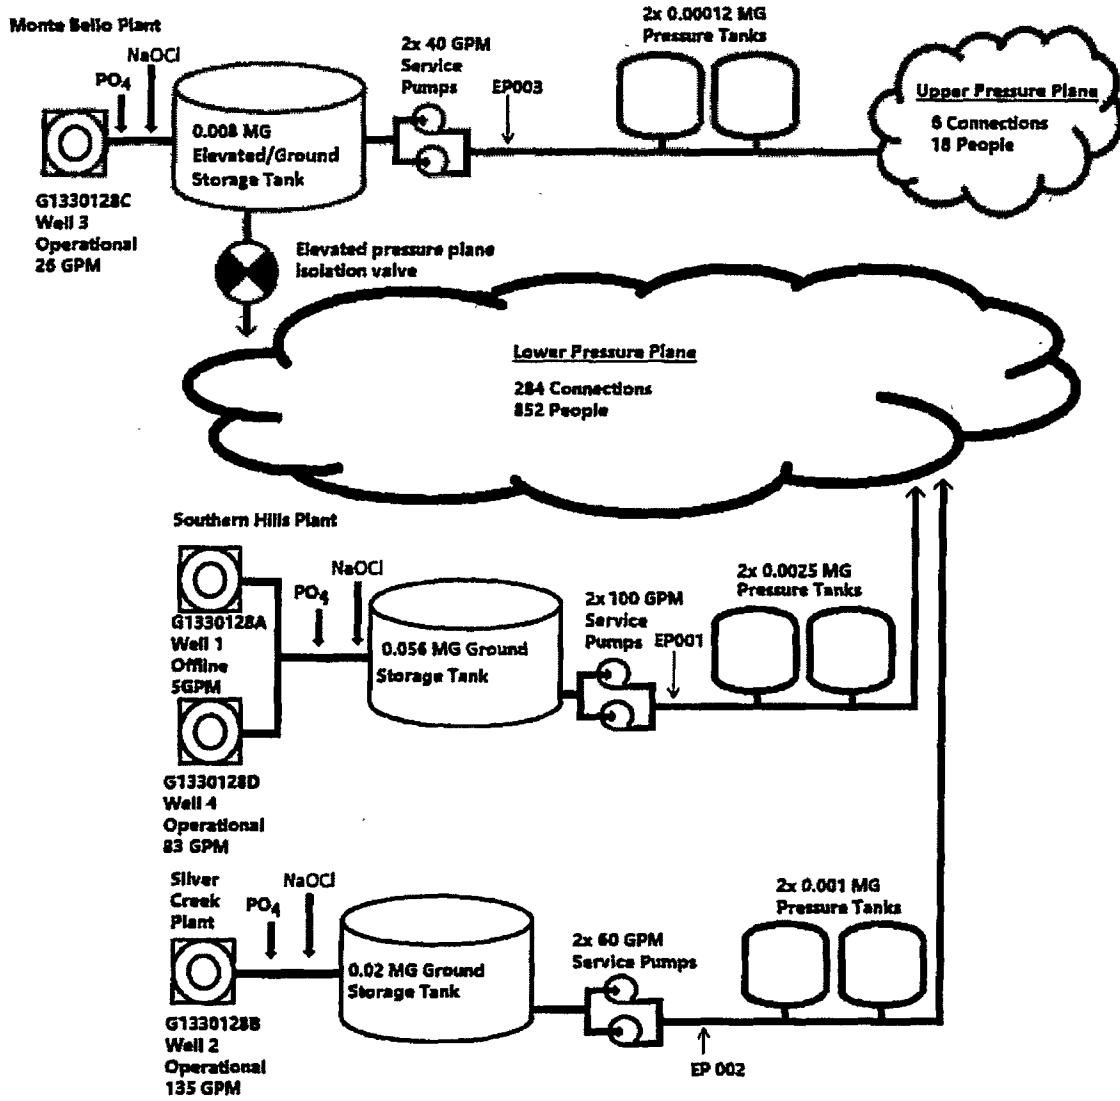 Monte Bello Plant
NaOCl
PO4
2x 40 GPM
Service
Pumps
EP003
2x 0.00012 MG
Pressure Tanks
Upper Pressure Plane
6 Connections
18 People
0.008 MG
Elevated/Ground
Storage Tank
G1330128C
Well 3
Operational
26 GPM
Elevated pressure plane
isolation valve
Lower Pressure Plane
284 Connections
852 People
Southern Hills Plant
NaOCl
PO4
G1330128A
Well 1
Offline
5GPM
0.056 MG Ground
Storage Tank
2x 100 GPM
Service
Pumps
EP001
2x 0.0025 MG
Pressure Tanks
G1330128D
Well 4
Operational
83 GPM
Silver
Creek
Plant
NaOCl
PO4
0.02 MG Ground
Storage Tank
2x 60 GPM
Service Pumps
2x 0.001 MG
Pressure Tanks
EP 002
G1330128B
Well 2
Operational
135 GPM